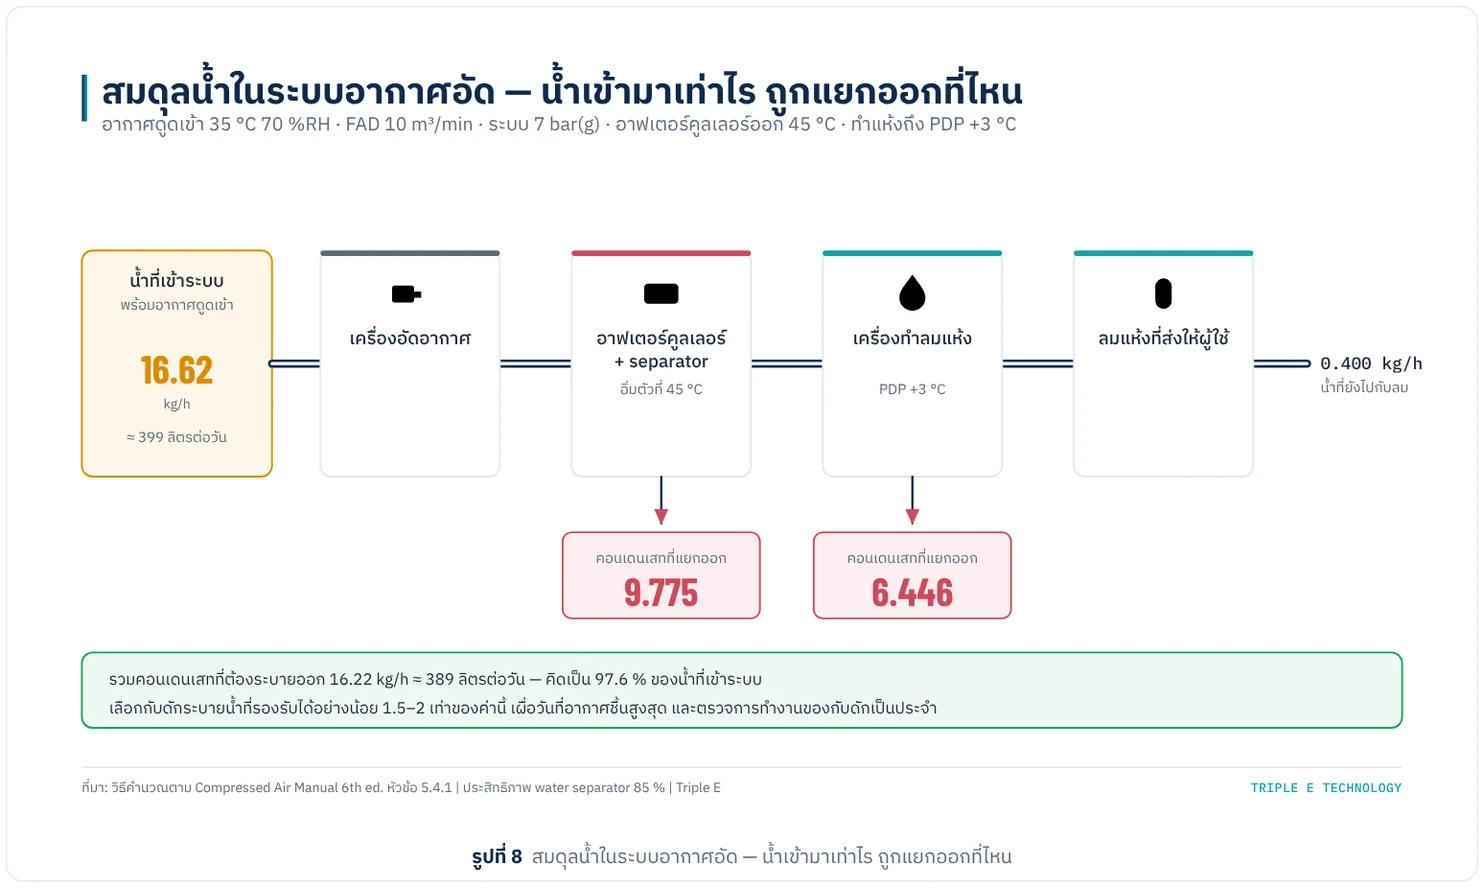 สมดุลน้ำในระบบอากาศอัด — น้ำเข้ามาเท่าไร ถูกแยกออกที่ไหน
อากาศดูดเข้า 35 °C 70 %RH · FAD 10 m³/min · ระบบ 7 bar(g) · อาฟเตอร์คูลเลอร์ออก 45 °C · ทำแห้งถึง PDP +3 °C
น้ำที่เข้าระบบ
พร้อมอากาศดูดเข้า
16.62
kg/h
≈ 399 ลิตรต่อวัน
เครื่องอัดอากาศ
อาฟเตอร์คูลเลอร์
+ separator
อิ่มตัวที่ 45 °C
เครื่องทำลมแห้ง
PDP +3 °C
ลมแห้งที่ส่งให้ผู้ใช้
0.400 kg/h
น้ำที่ยังไปกับลม
คอนเดนเสทที่แยกออก
9.775
คอนเดนเสทที่แยกออก
6.446
รวมคอนเดนเสทที่ต้องระบายออก 16.22 kg/h ≈ 389 ลิตรต่อวัน — คิดเป็น 97.6 % ของน้ำที่เข้าระบบ
เลือกกับดักระบายน้ำที่รองรับได้อย่างน้อย 1.5–2 เท่าของค่านี้ เผื่อวันที่อากาศชื้นสูงสุด และตรวจการทำงานของกับดักเป็นประจำ
ที่มา: วิธีคำนวณตาม Compressed Air Manual 6th ed. หัวข้อ 5.4.1 | ประสิทธิภาพ water separator 85 % | Triple E
TRIPLE E TECHNOLOGY
รูปที่ 8 สมดุลน้ำในระบบอากาศอัด — น้ำเข้ามาเท่าไร ถูกแยกออกที่ไหน